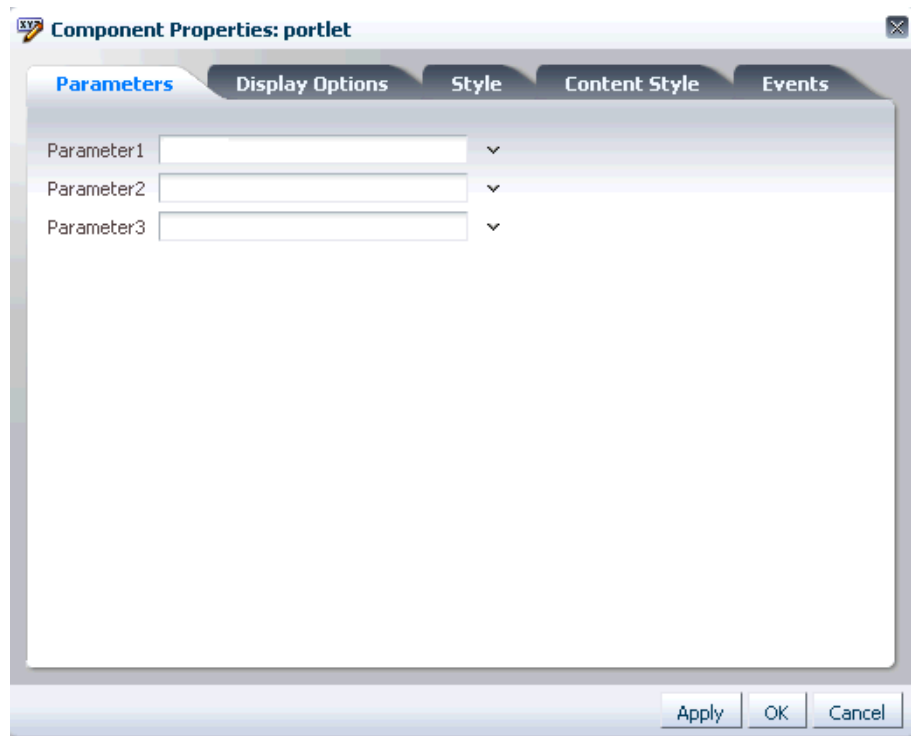 Component Properties: portlet
Parameters Display Options Style Content Style Events
Parameter1
Parameter2
Parameter3
Apply OK Cancel